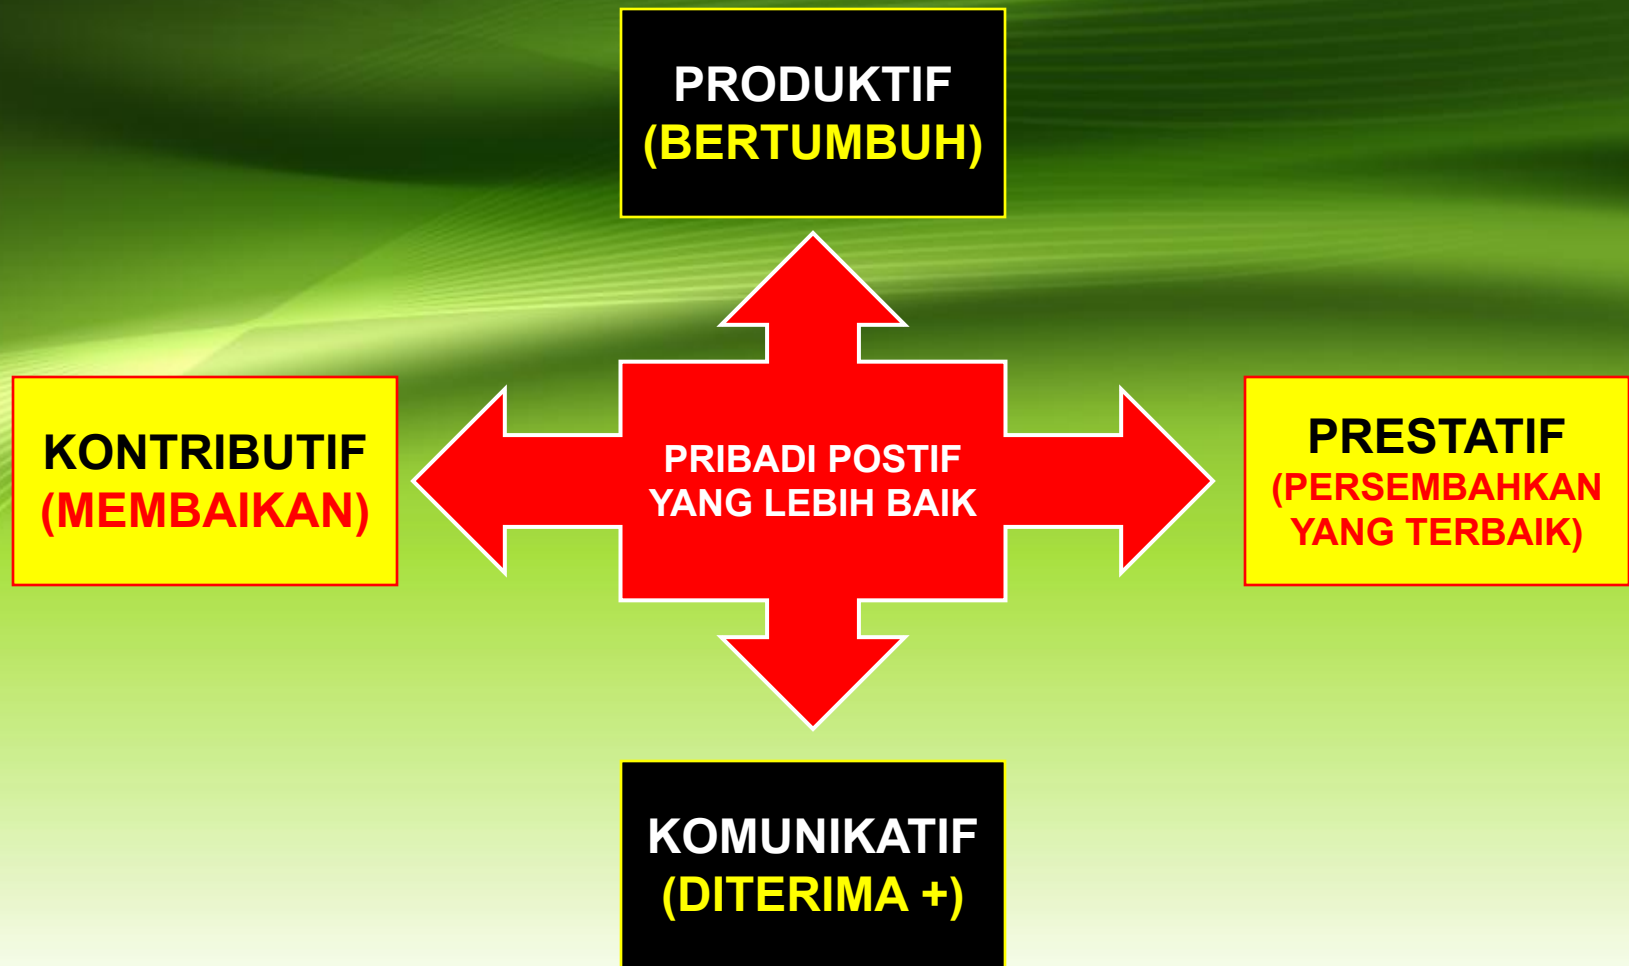 PRODUKTIF
(BERTUMBUH)
KONTRIBUTIF
(MEMBAIKAN)
PRIBADI POSTIF
YANG LEBIH BAIK
PRESTATIF
(PERSEMBAHKAN
YANG TERBAIK)
KOMUNIKATIF
(DITERIMA +)